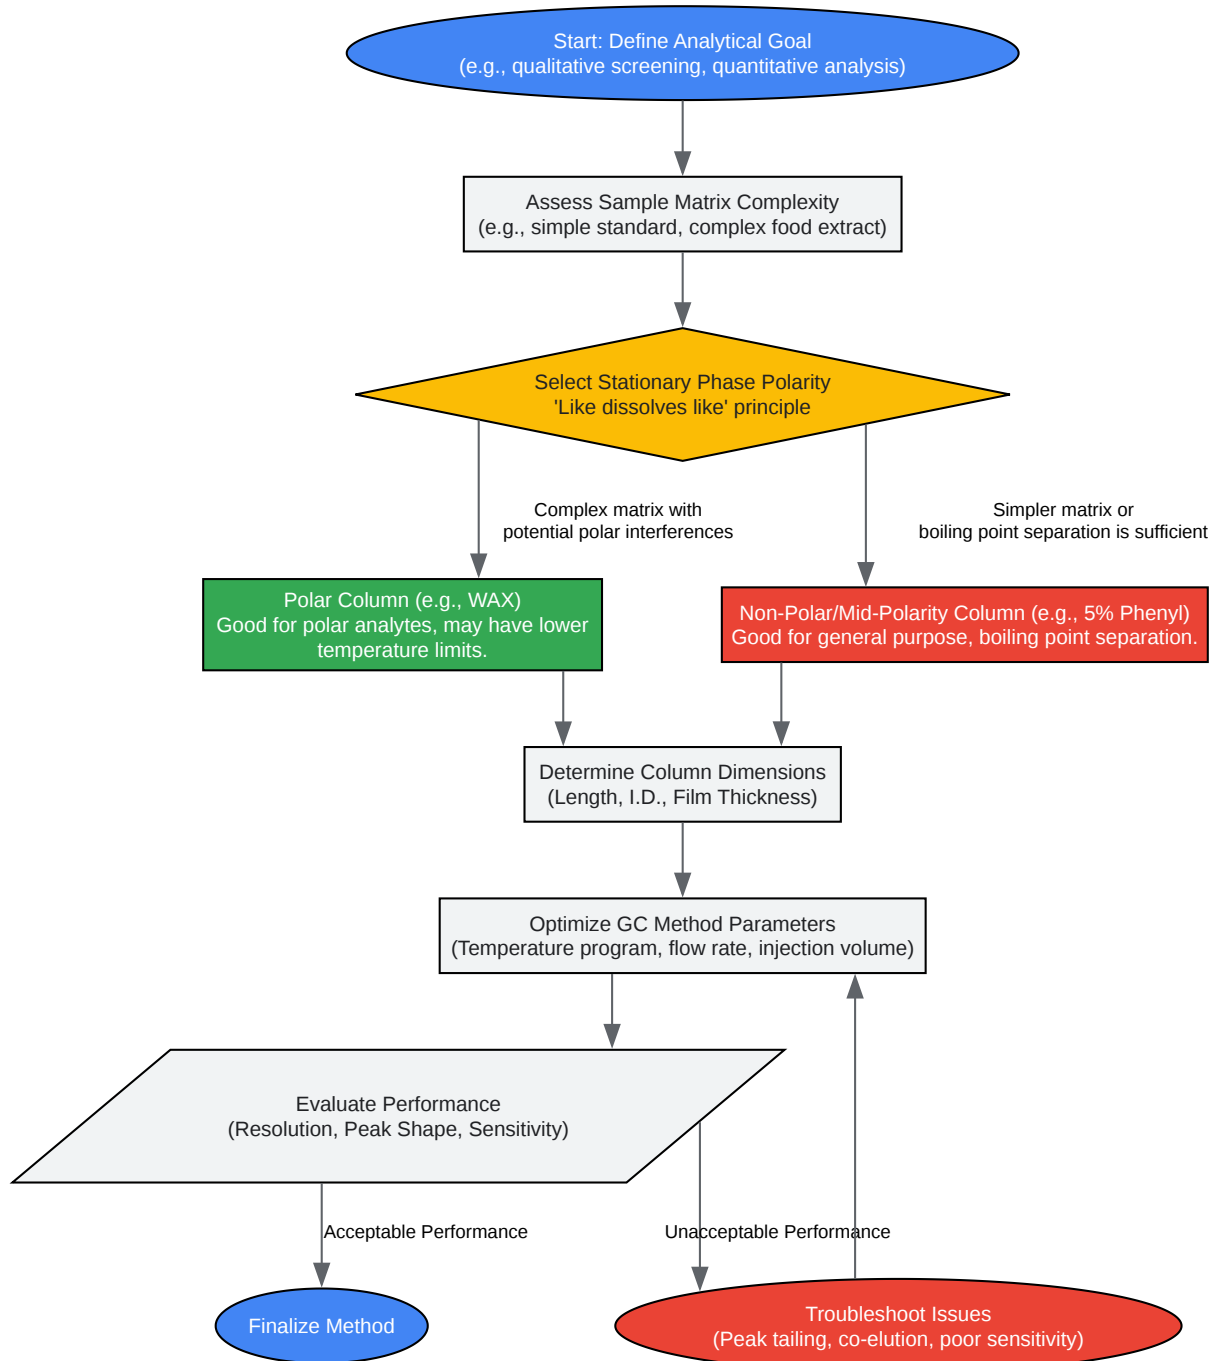 Start: Define Analytical Goal
(e.g., qualitative screening, quantitative analysis)
Assess Sample Matrix Complexity
(e.g., simple standard, complex food extract)
Select Stationary Phase Polarity
'Like dissolves like' principle
Complex matrix with
potential polar interferences
Simpler matrix or
boiling point separation is sufficient
Polar Column (e.g., WAX)
Good for polar analytes, may have lower
temperature limits.
Non-Polar/Mid-Polarity Column (e.g., 5% Phenyl)
Good for general purpose, boiling point separation.
Determine Column Dimensions
(Length, I.D., Film Thickness)
Optimize GC Method Parameters
(Temperature program, flow rate, injection volume)
Evaluate Performance
(Resolution, Peak Shape, Sensitivity)
Acceptable Performance
Unacceptable Performance
Finalize Method
Troubleshoot Issues
(Peak tailing, co-elution, poor sensitivity)